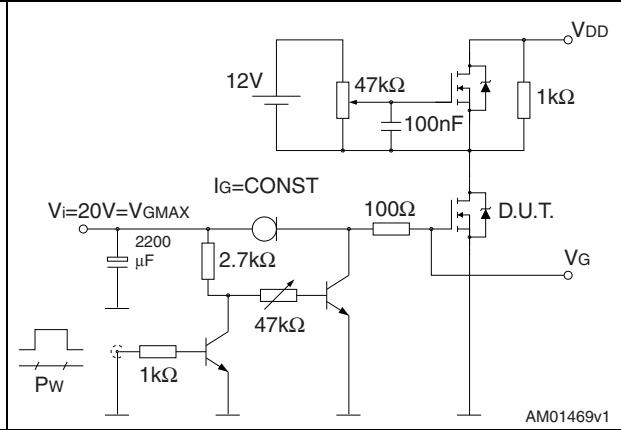 VDD
12V
47kΩ
1kΩ
100nF
IG=CONST
Vi=20V=VGMAX
100Ω
D.U.T.
2200
μF
2.7kΩ
VG
47kΩ
1kΩ
PW
AM01469v1